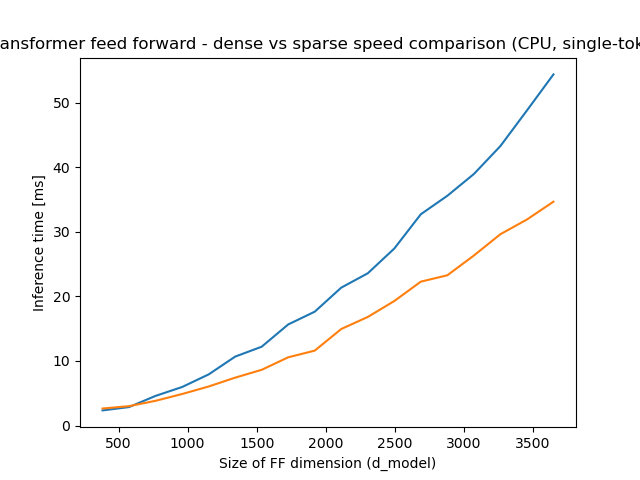 ansformer feed forward - dense vs sparse speed comparison (CPU, single-tok
50
40
30
20
10
0
Inference time [ms]
500 1000 1500 2000 2500 3000 3500
Size of FF dimension (d_model)